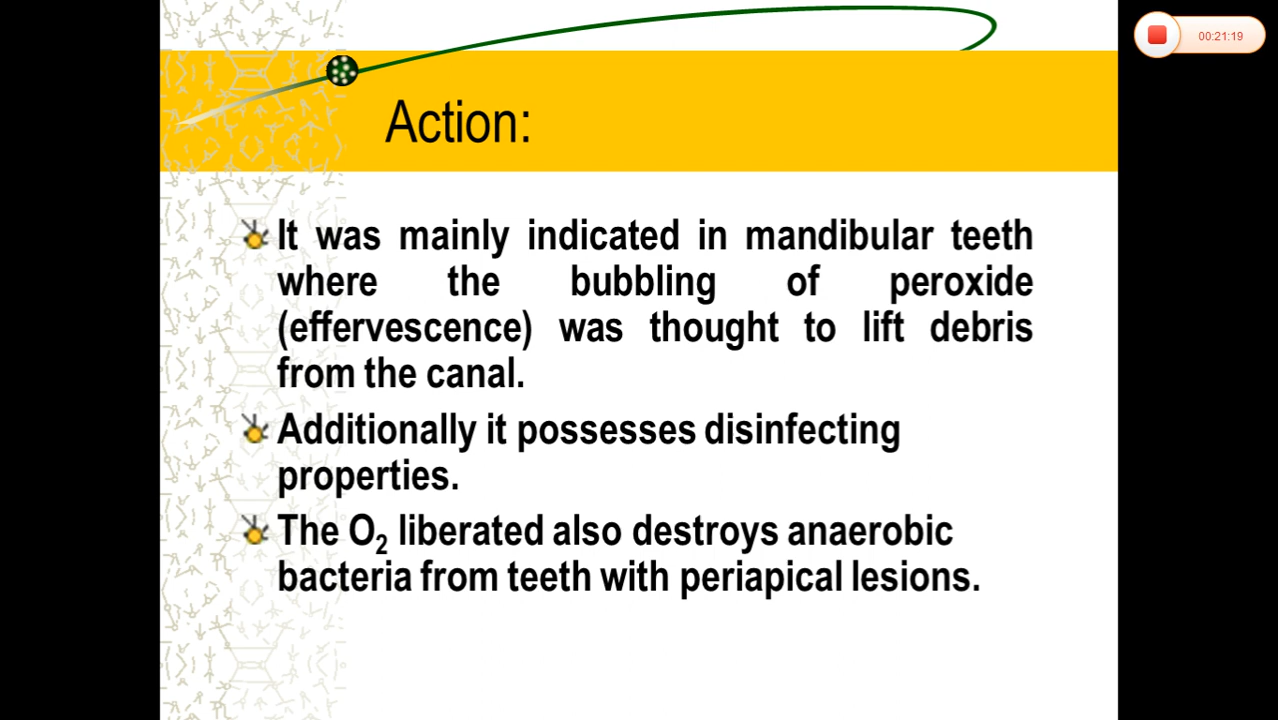 00:21:19
Action:
It was mainly indicated in mandibular teeth
where the bubbling of peroxide
(effervescence) was thought to lift debris
from the canal.
Additionally it possesses disinfecting
properties.
The O₂ liberated also destroys anaerobic
bacteria from teeth with periapical lesions.